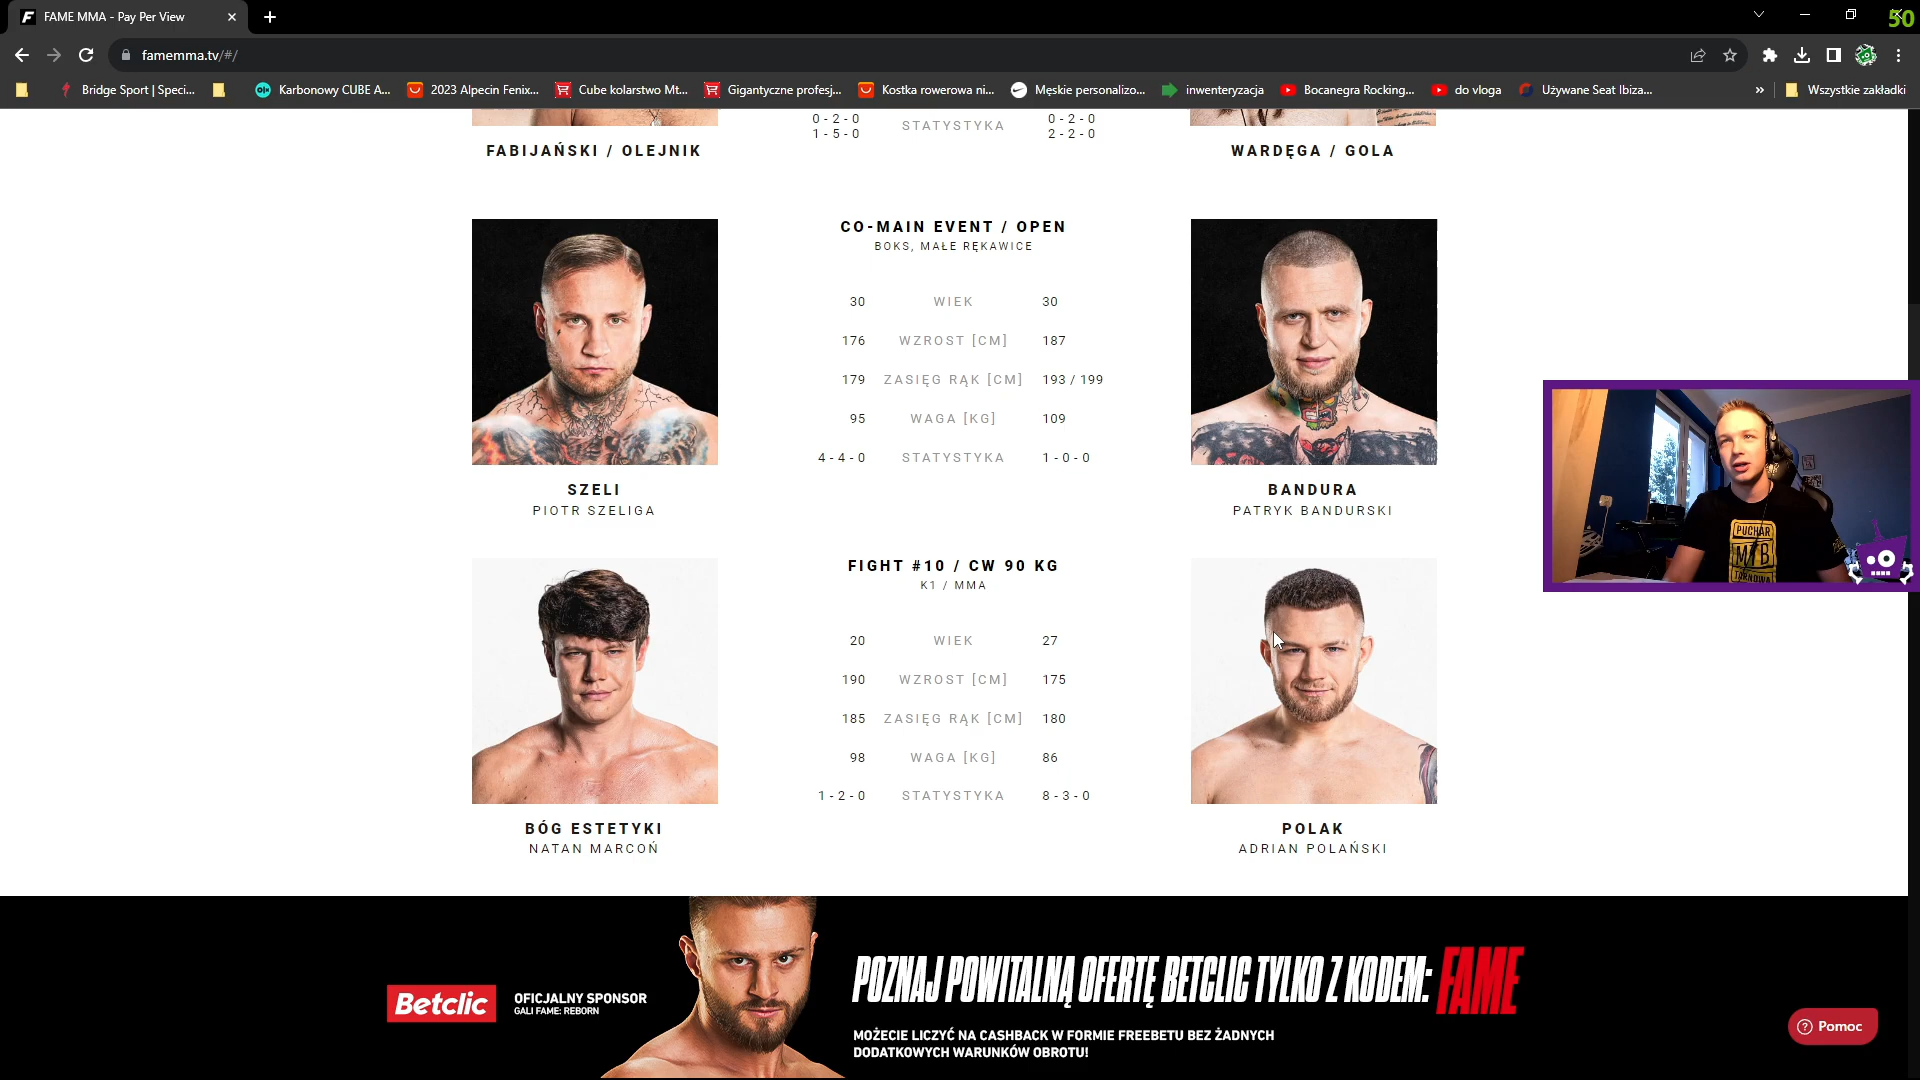 FAME MMA - Pay Per View
50
famemma.tv/#/
Bridge Sport | Speci...
Karbonowy CUBE A...
2023 Alpecin Fenix...
Cube kolarstwo Mt...
Gigantyczne profesj...
Kostka rowerowa ni...
Męskie personalizo...
inwenteryzacja
Bocanegra Rocking...
do vloga
Używane Seat Ibiza...
»
Wszystkie zakładki
0 - 2 - 0
1 - 5 - 0
STATYSTYKA
0 - 2 - 0
2 - 2 - 0
FABIJAŃSKI / OLEJNIK
WARDĘGA / GOLA
CO-MAIN EVENT / OPEN
BOKS, MAŁE RĘKAWICE
30 WIEK 30
176 WZROST [CM] 187
179 ZASIĘG RĄK [CM] 193 / 199
95 WAGA [KG] 109
4 - 4 - 0 STATYSTYKA 1 - 0 - 0
SZELI
PIOTR SZELIGA
BANDURA
PATRYK BANDURSKI
FIGHT #10 / CW 90 KG
K1 / MMA
20 WIEK 27
190 WZROST [CM] 175
185 ZASIĘG RĄK [CM] 180
98 WAGA [KG] 86
1 - 2 - 0 STATYSTYKA 8 - 3 - 0
BÓG ESTETYKI
NATAN MARCOŃ
POLAK
ADRIAN POLAŃSKI
PUCHAR
MTB
TARNOWA
Betclic
OFICJALNY SPONSOR
GALI FAME: REBORN
POZNAJ POWITALNĄ OFERTĘ BETCLIC TYLKO Z KODEM: FAME
MOŻECIE LICZYĆ NA CASHBACK W FORMIE FREEBETU BEZ ŻADNYCH
DODATKOWYCH WARUNKÓW OBROTU!
Pomoc